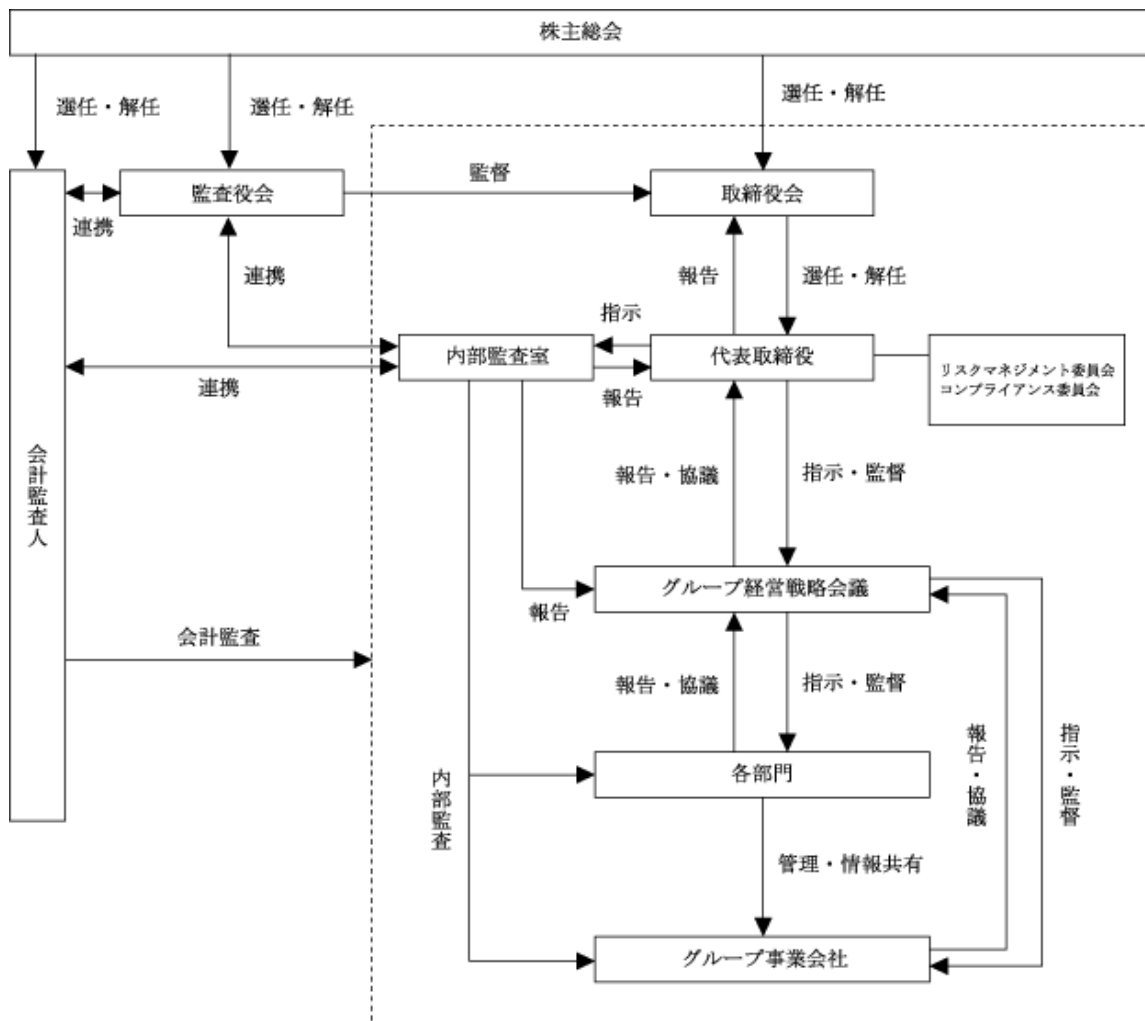 株主総会
選任・解任
選任・解任
選任・解任
監査役会
監督
取締役会
連携
連携
報告
選任・解任
指示
内部監査室
代表取締役
リスクマネジメント委員会
コンプライアンス委員会
連携
報告
会計監査人
報告・協議
指示・監督
グループ経営戦略会議
報告
会計監査
報告・協議
指示・監督
報告・協議
指示・監督
各部門
内部監査
管理・情報共有
グループ事業会社